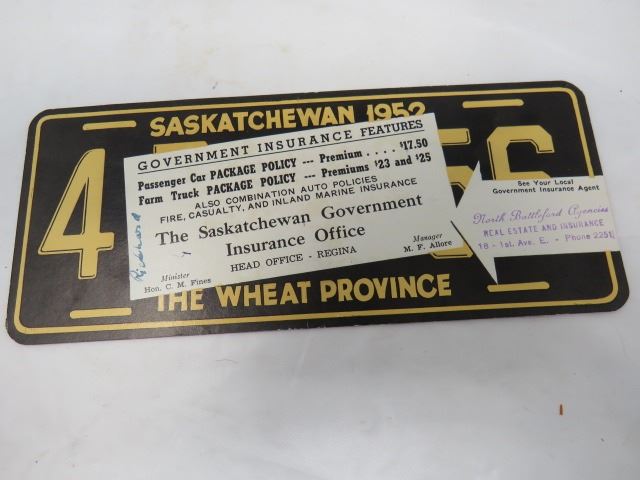 SASKATCHEWAN 1952
4
56
GOVERNMENT INSURANCE FEATURES
Passenger Car PACKAGE POLICY --- Premium . . . . $17.50
Farm Truck PACKAGE POLICY --- Premiums $23 and $25
ALSO COMBINATION AUTO POLICIES
FIRE, CASUALTY, AND INLAND MARINE INSURANCE
The Saskatchewan Government
Insurance Office
HEAD OFFICE - REGINA
Minister
Hon. C. M. Fines
Manager
M. F. Allore
See Your Local
Government Insurance Agent
North Battleford Agencies
REAL ESTATE AND INSURANCE
18 - 1st. Ave. E. - Phone 2251
THE WHEAT PROVINCE